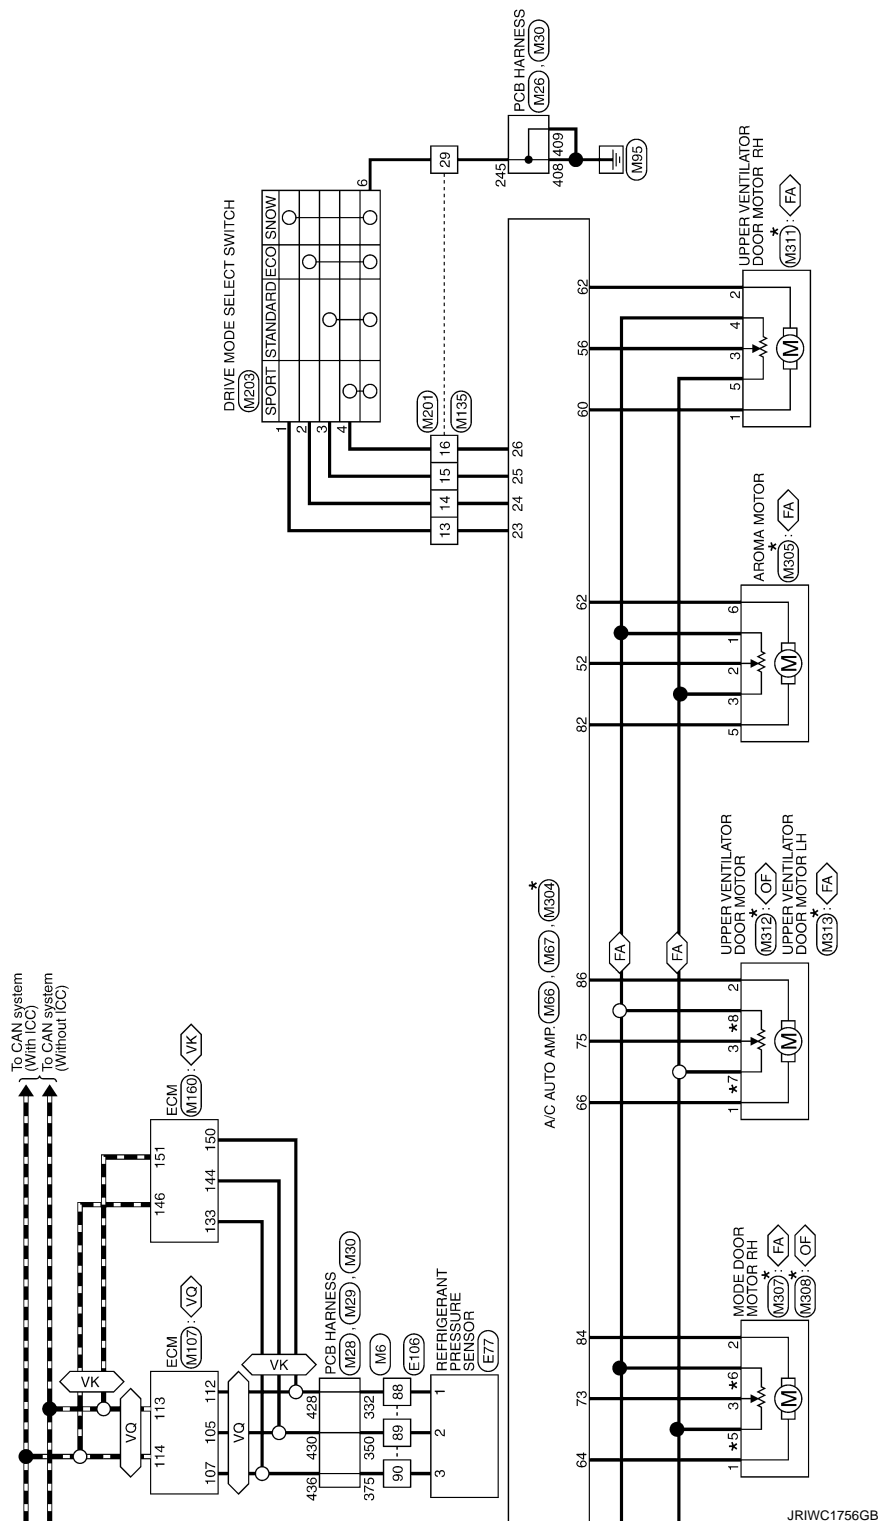 PCB HARNESS
M26 , M30
245
408
409
M95
29
6
DRIVE MODE SELECT SWITCH
M203
SPORT
STANDARD
ECO
SNOW
1
2
3
4
M201
M135
13
14
15
16
23
24
25
26
UPPER VENTILATOR
DOOR MOTOR RH
*
M311 : FA
62
56
60
2
4
3
5
1
M
AROMA MOTOR
*
M305 : FA
62
52
82
6
1
2
3
5
M
To CAN system
(With ICC)
To CAN system
(Without ICC)
A/C AUTO AMP. M66 , M67 , M304
*
FA
FA
UPPER VENTILATOR
DOOR MOTOR
*
M312 : OF
UPPER VENTILATOR
DOOR MOTOR LH
*
M313 : FA
86
75
66
2
*8
3
*7
1
M
ECM
M160 : VK
151
146
150
144
133
ECM
M107 : VQ
VK
VQ
113
114
112
105
107
VK
VQ
PCB HARNESS
M28 , M29 , M30
428
430
436
332
350
375
M6
E106
88
89
90
REFRIGERANT
PRESSURE
SENSOR
E77
1
2
3
MODE DOOR
MOTOR RH
*
M307 : FA
*
M308 : OF
84
73
64
2
*6
3
*5
1
M
JRIWC1756GB